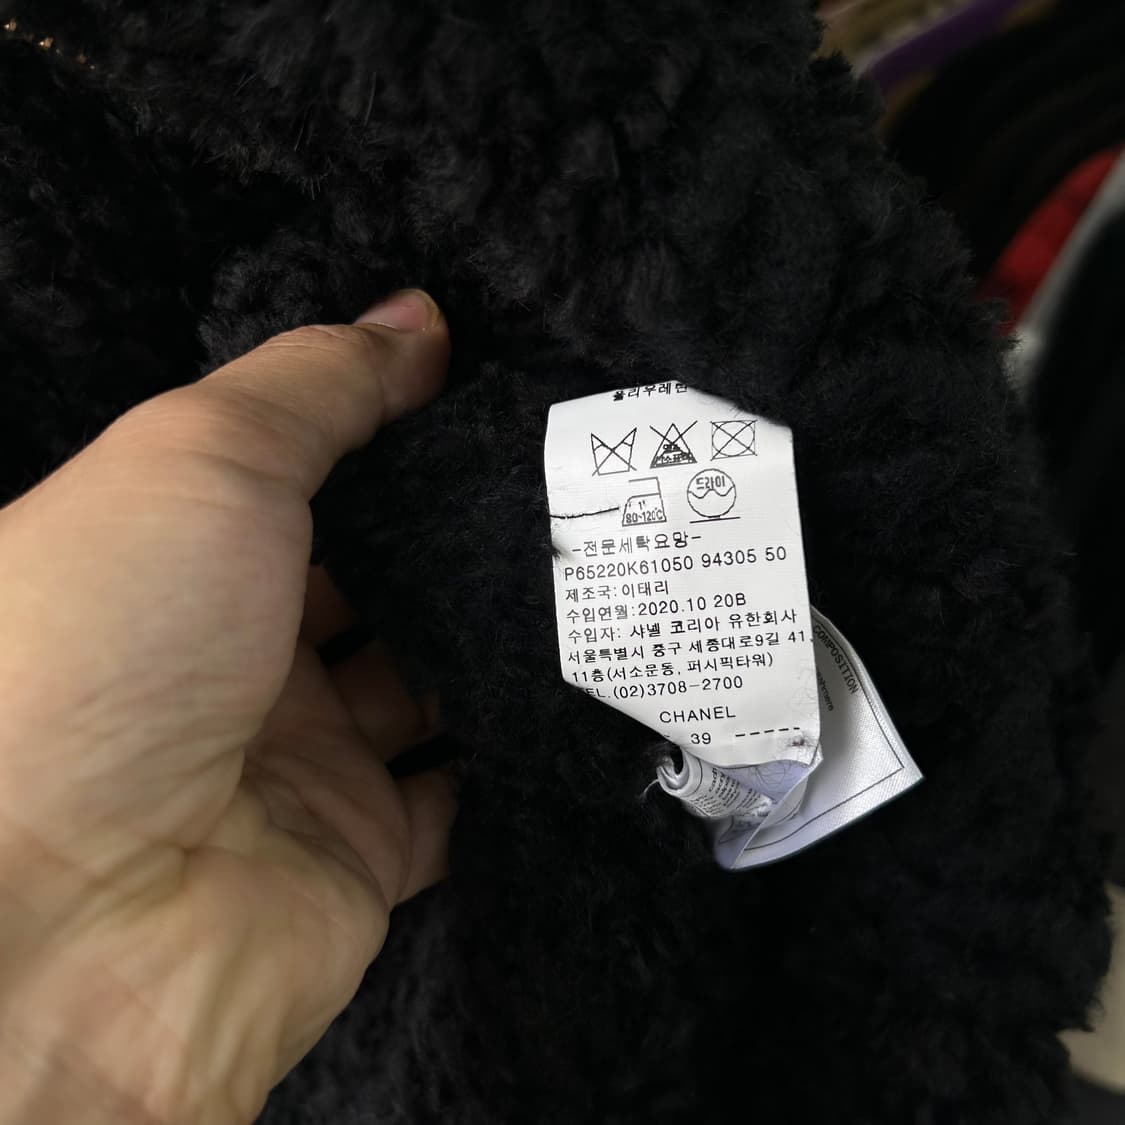 폴리우레탄
드라이
80~120℃
-전문세탁요망-
P65220K61050 94305 50
제조국: 이태리
수입연월:2020.10 20B
수입자: 샤넬 코리아 유한회사
서울특별시 중구 세종대로9길 41,
11층(서소문동, 퍼시픽타워)
TEL.(02)3708-2700
CHANEL
39 -----
COMPOSITION